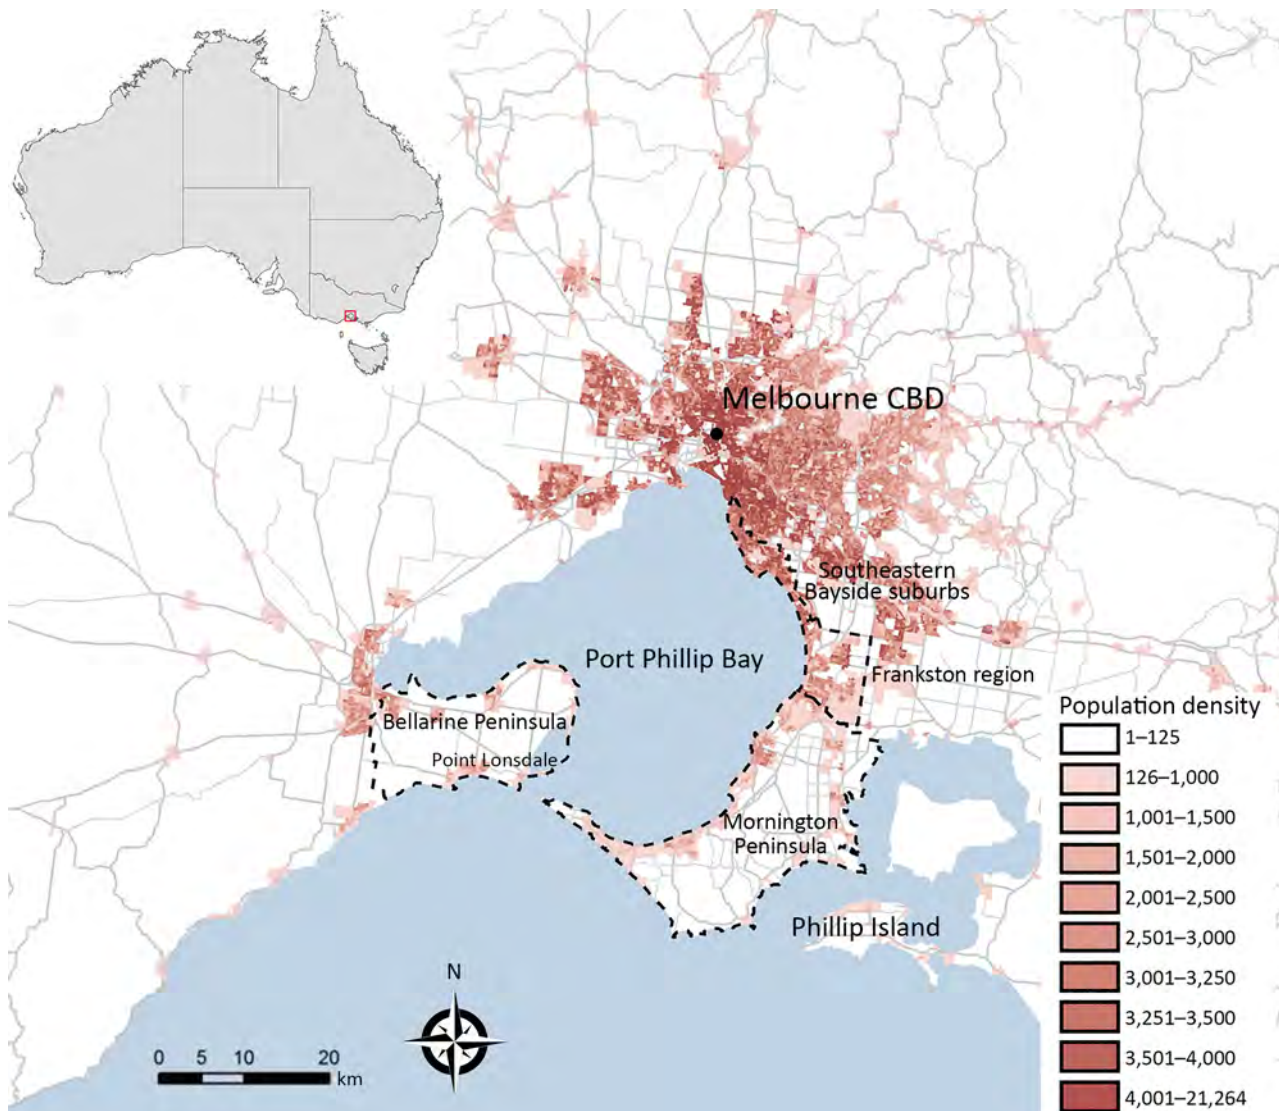 Melbourne CBD
Southeastern
Bayside suburbs
Port Phillip Bay
Frankston region
Bellarine Peninsula
Point Lonsdale
Mornington
Peninsula
Phillip Island
N
0 5 10 20
km
Population density
1–125
126–1,000
1,001–1,500
1,501–2,000
2,001–2,500
2,501–3,000
3,001–3,250
3,251–3,500
3,501–4,000
4,001–21,264